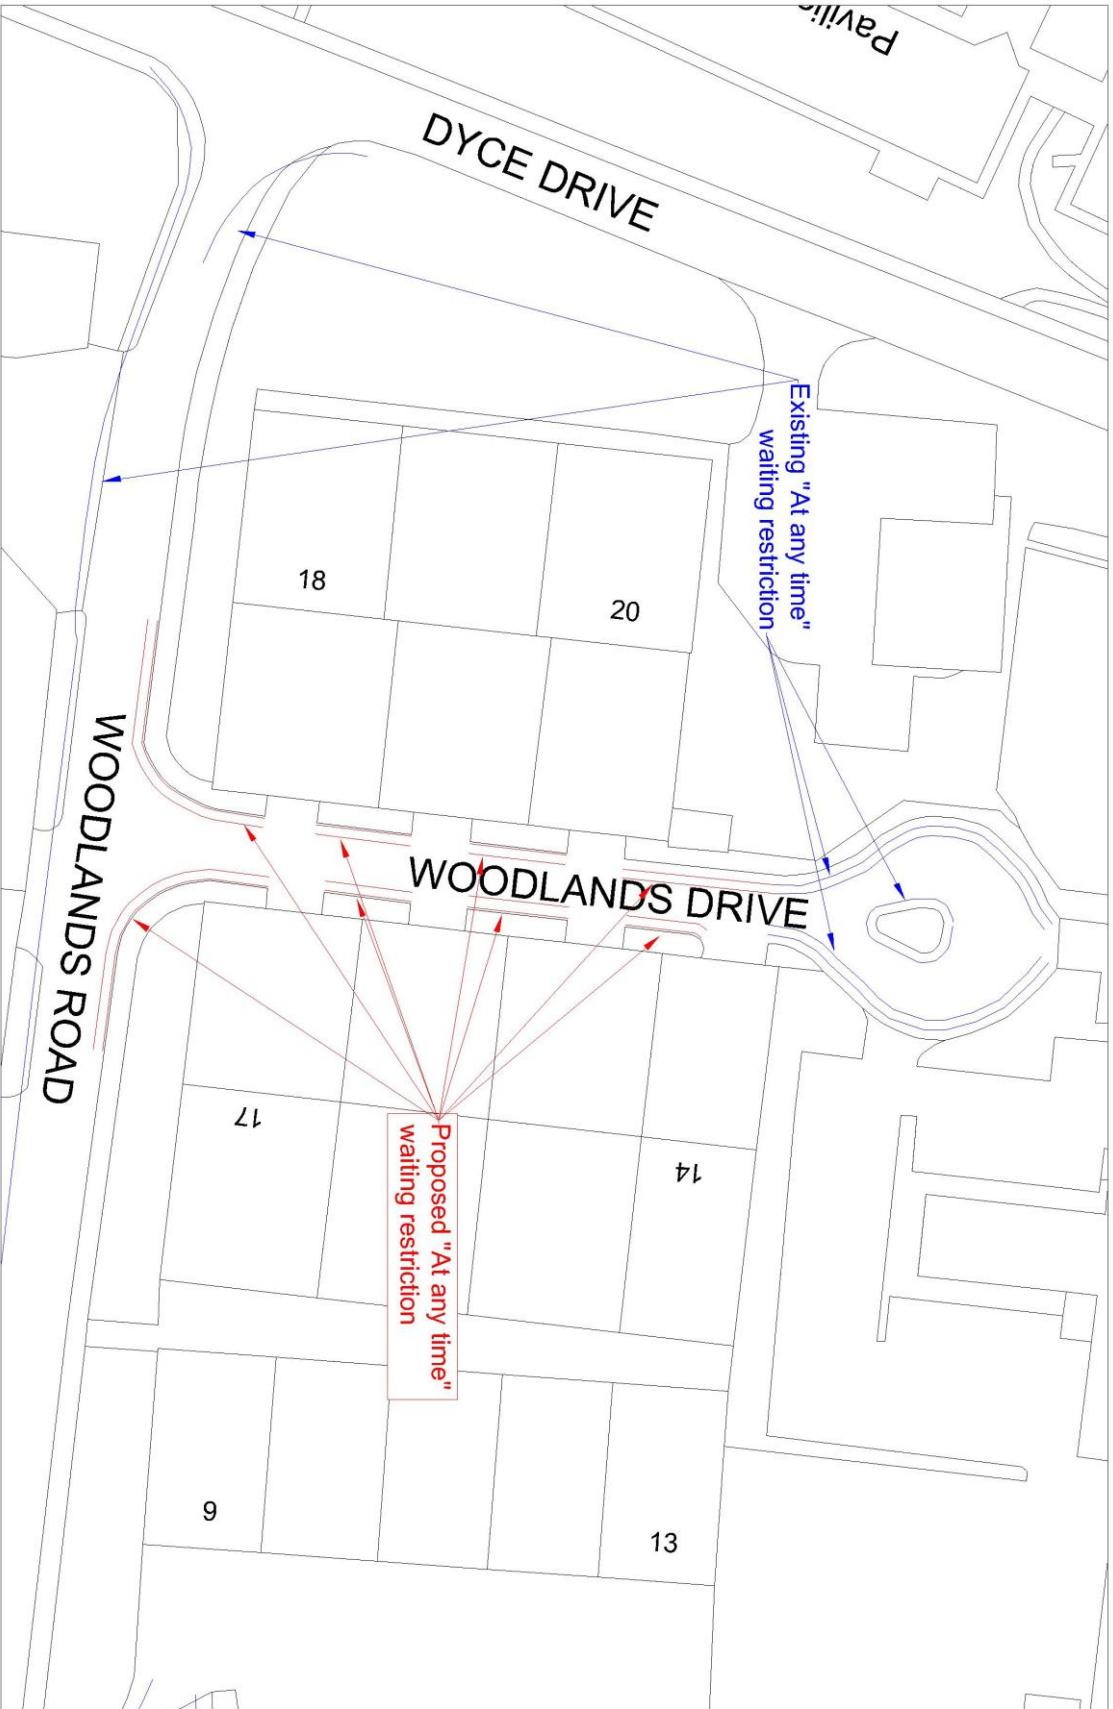 Pavilio
DYCE DRIVE
Existing "At any time"
waiting restriction
18
20
WOODLANDS DRIVE
WOODLANDS ROAD
17
14
Proposed "At any time"
waiting restriction
9
13